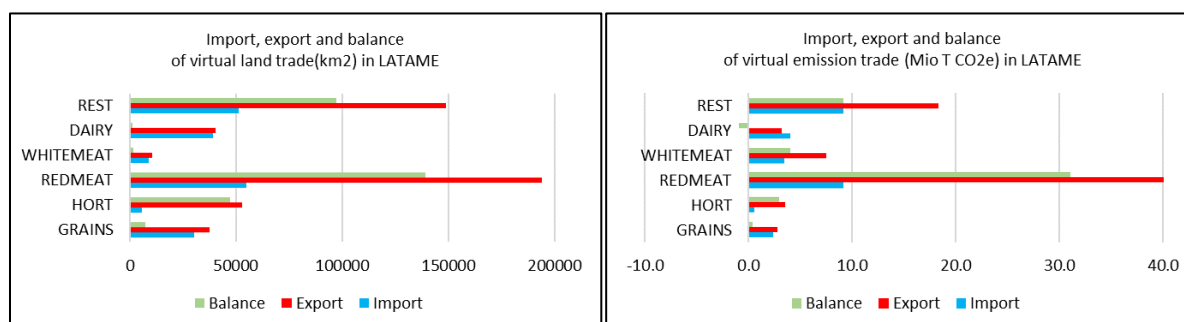 Import, export and balance
of virtual land trade(km2) in LATAME
REST
DAIRY
WHITEMEAT
REDMEAT
HORT
GRAINS
0 50000 100000 150000 200000
Balance Export Import
Import, export and balance
of virtual emission trade (Mio T CO2e) in LATAME
REST
DAIRY
WHITEMEAT
REDMEAT
HORT
GRAINS
-10.0 0.0 10.0 20.0 30.0 40.0
Balance Export Import